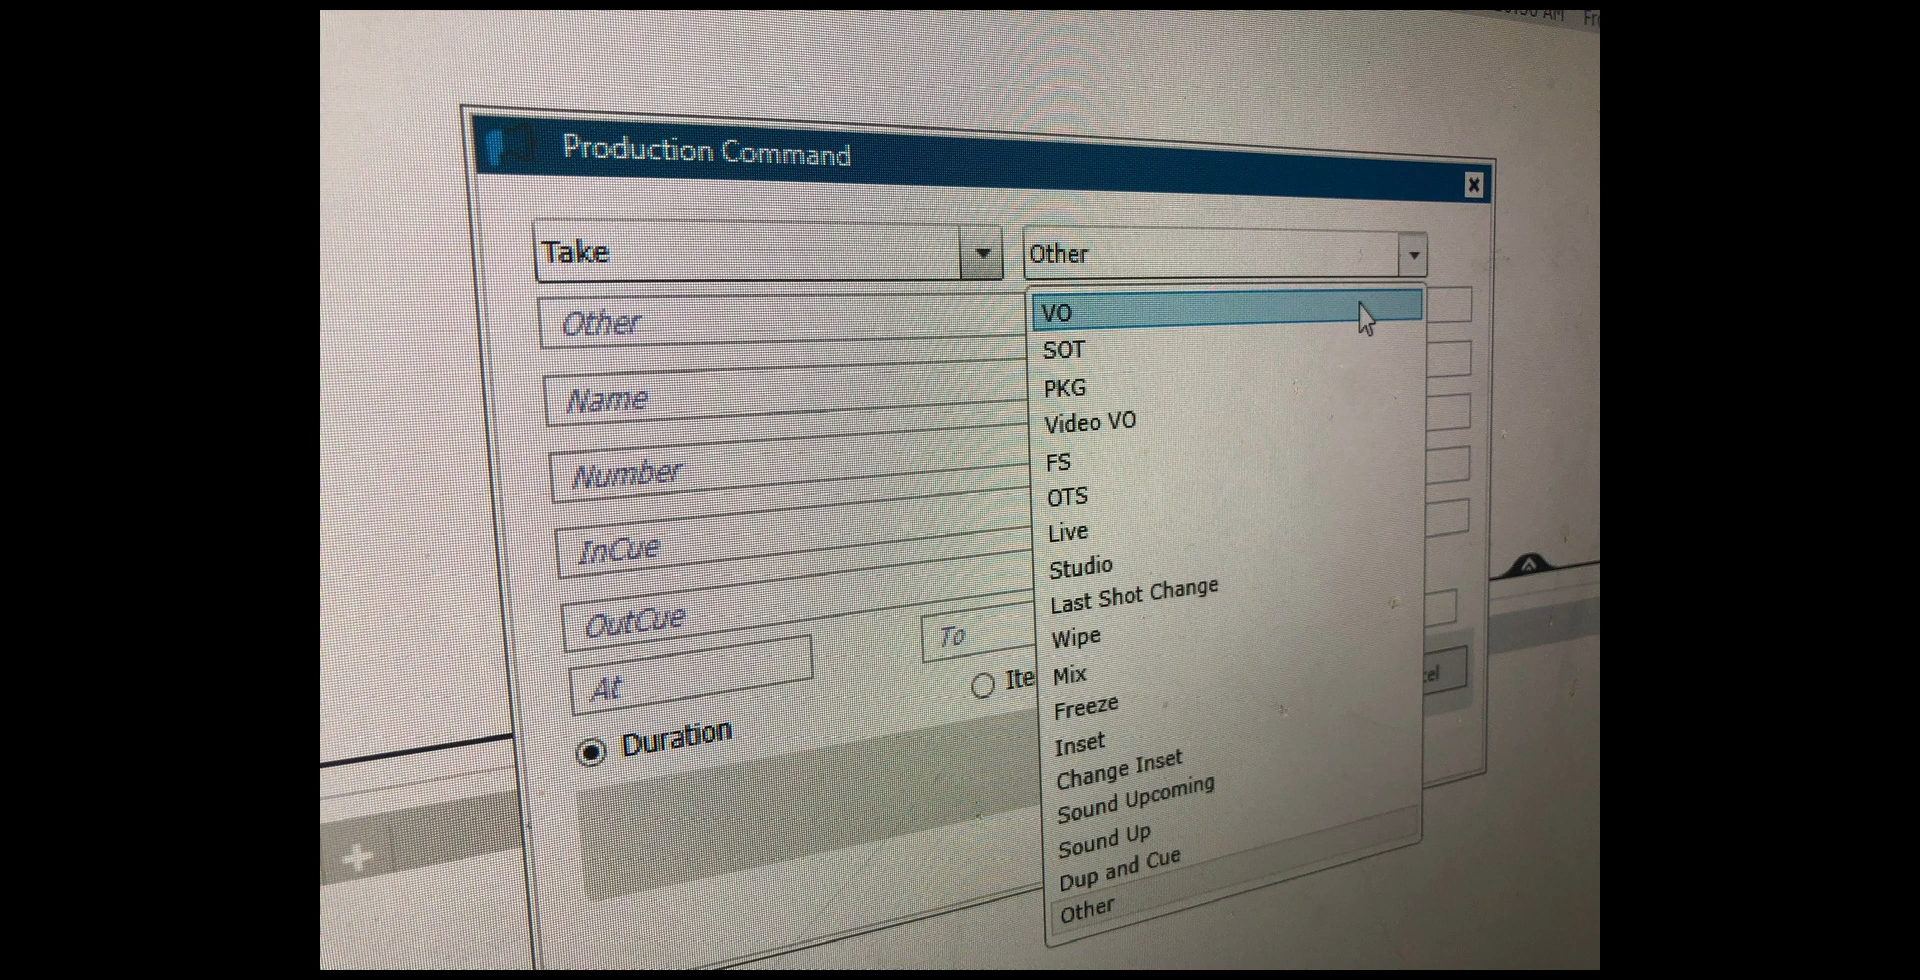 Production Command
Take
Other
Other
Name
Number
InCue
OutCue
At
To
Duration
VO
SOT
PKG
Video VO
FS
OTS
Live
Studio
Last Shot Change
Wipe
Mix
Freeze
Inset
Change Inset
Sound Upcoming
Sound Up
Dup and Cue
Other